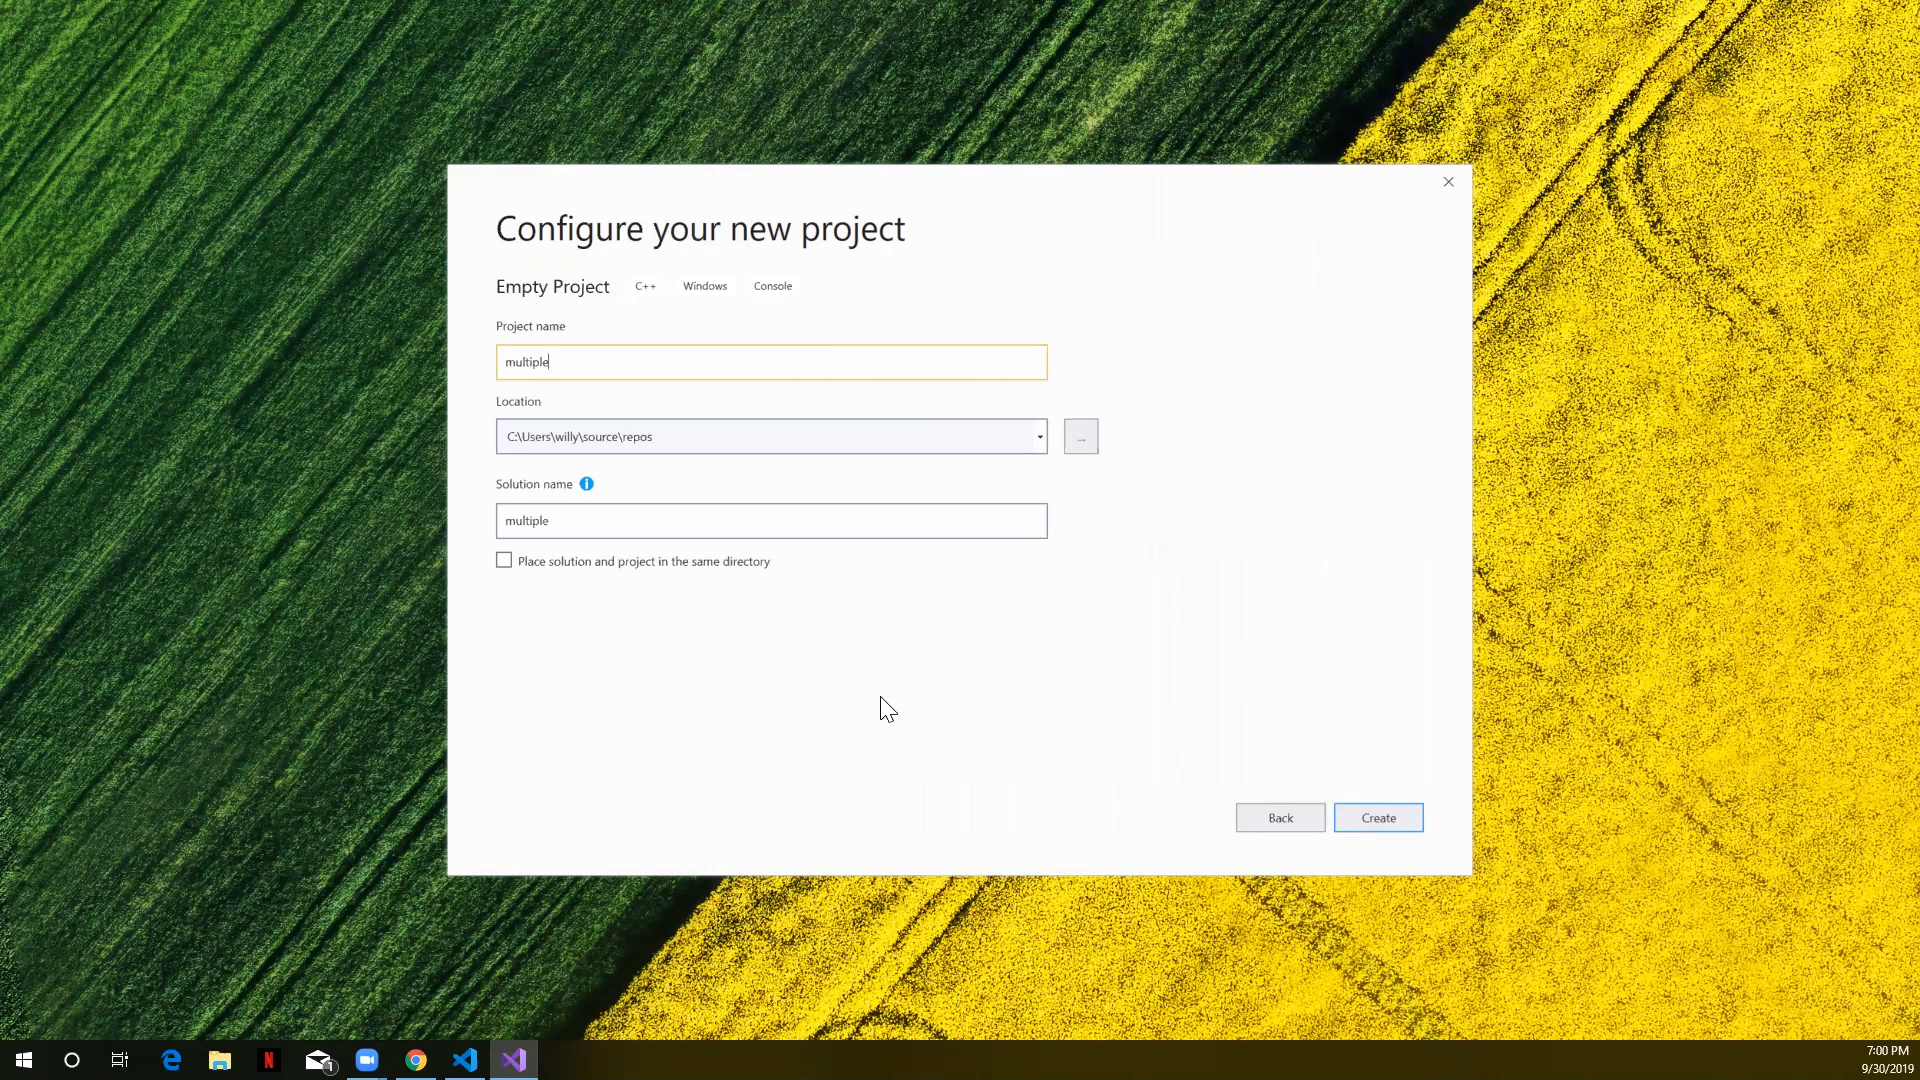 Configure your new project
Empty Project C++ Windows Console
Project name
multiple
Location
C:\Users\willy\source\repos
...
Solution name
multiple
Place solution and project in the same directory
Back Create
1
7:00 PM
9/30/2019